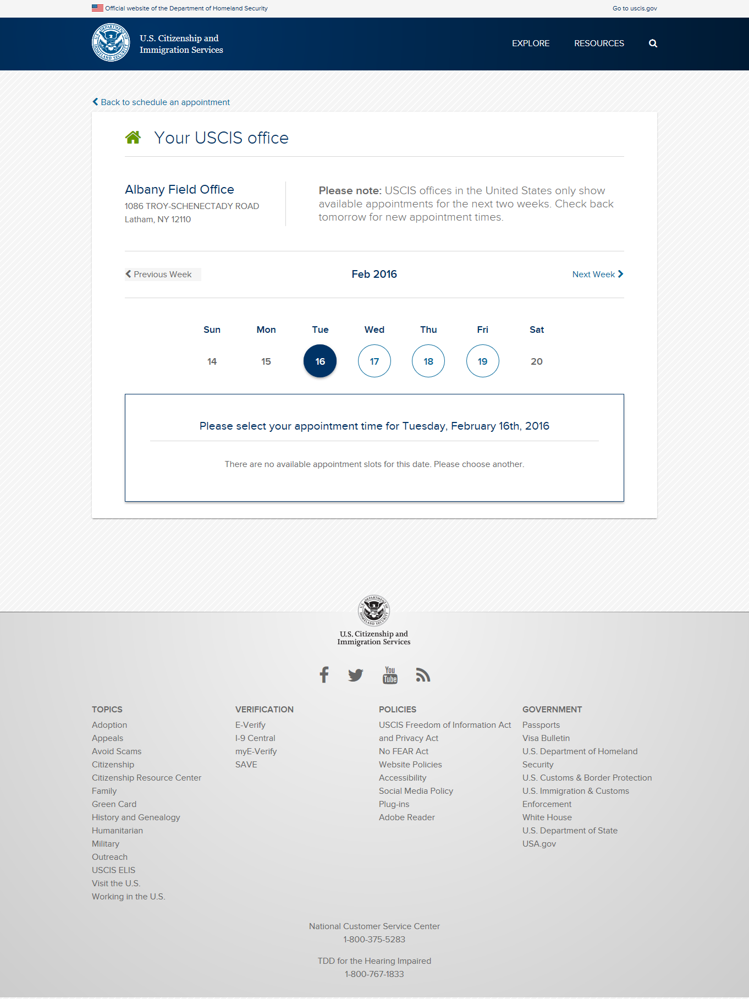 Official website of the Department of Homeland Security
Go to uscis.gov
U.S. Citizenship and
Immigration Services
EXPLORE
RESOURCES
Back to schedule an appointment
Your USCIS office
Albany Field Office
1086 TROY-SCHENECTADY ROAD
Latham, NY 12110
Please note: USCIS offices in the United States only show
available appointments for the next two weeks. Check back
tomorrow for new appointment times.
Previous Week
Feb 2016
Next Week
Sun Mon Tue Wed Thu Fri Sat
14 15 16 17 18 19 20
Please select your appointment time for Tuesday, February 16th, 2016
There are no available appointment slots for this date. Please choose another.
U.S. DEPARTMENT OF HOMELAND SECURITY
U.S. Citizenship and
Immigration Services
You
Tube
TOPICS
Adoption
Appeals
Avoid Scams
Citizenship
Citizenship Resource Center
Family
Green Card
History and Genealogy
Humanitarian
Military
Outreach
USCIS ELIS
Visit the U.S.
Working in the U.S.
VERIFICATION
E-Verify
I-9 Central
myE-Verify
SAVE
POLICIES
USCIS Freedom of Information Act
and Privacy Act
No FEAR Act
Website Policies
Accessibility
Social Media Policy
Plug-ins
Adobe Reader
GOVERNMENT
Passports
Visa Bulletin
U.S. Department of Homeland
Security
U.S. Customs & Border Protection
U.S. Immigration & Customs
Enforcement
White House
U.S. Department of State
USA.gov
National Customer Service Center
1-800-375-5283
TDD for the Hearing Impaired
1-800-767-1833